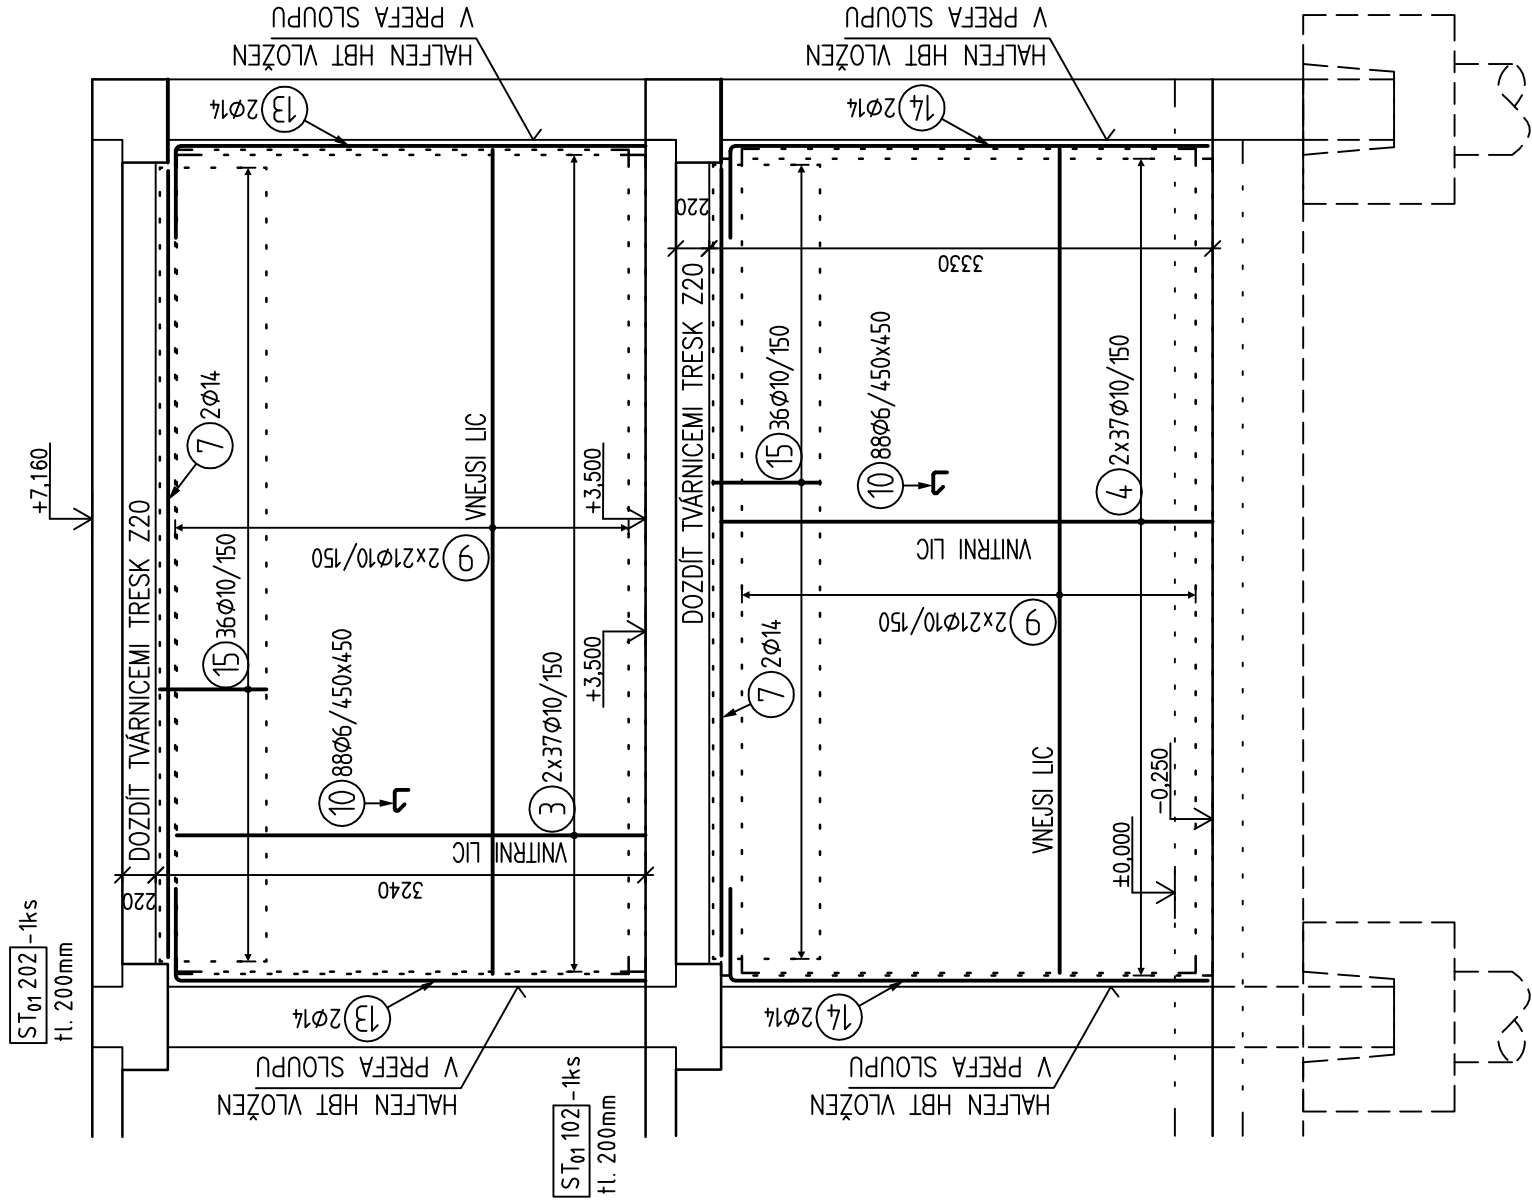 V PREFA SLOUPU
HALFEN HBT VLOŽEN
V PREFA SLOUPU
HALFEN HBT VLOŽEN
13 2Ø14
14 2Ø14
+7,160
DOZDÍT TVÁRNICEMI TRESK Z20
220
3240
7 2Ø14
15 36Ø10/150
10 88Ø6/450x450
VNEJSI LIC
9 2x21Ø10/150
3 2x37Ø10/150
VNITRNI LIC
+3,500
+3,500
13 2Ø14
V PREFA SLOUPU
HALFEN HBT VLOŽEN
ST01 202-1ks
tl. 200mm
DOZDÍT TVÁRNICEMI TRESK Z20
220
3330
15 36Ø10/150
10 88Ø6/450x450
4 2x37Ø10/150
VNITRNI LIC
9 2x21Ø10/150
7 2Ø14
VNEJSI LIC
±0,000
-0,250
14 2Ø14
V PREFA SLOUPU
HALFEN HBT VLOŽEN
ST01 102-1ks
tl. 200mm